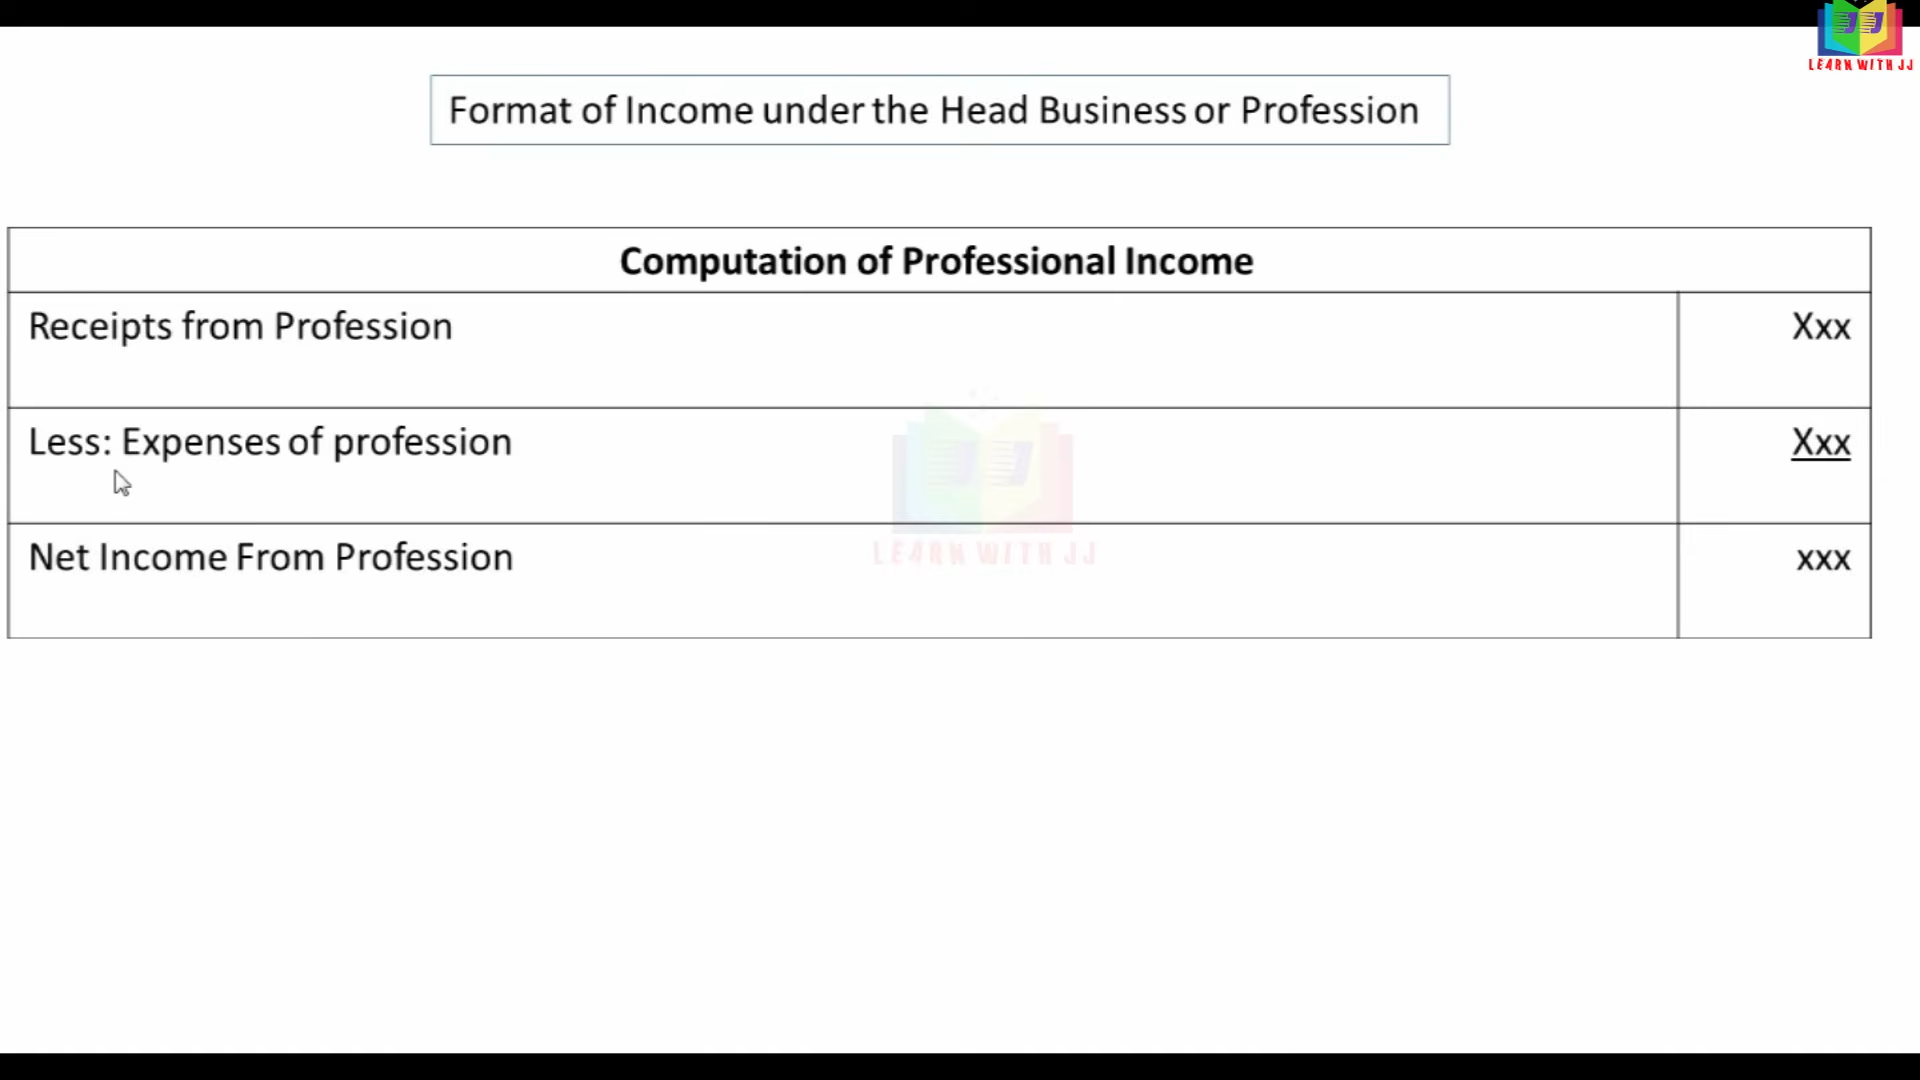 LEARN WITH JJ
Format of Income under the Head Business or Profession
Computation of Professional Income
Receipts from Profession Xxx
Less: Expenses of profession Xxx
Net Income From Profession xxx
LEARN WITH JJ